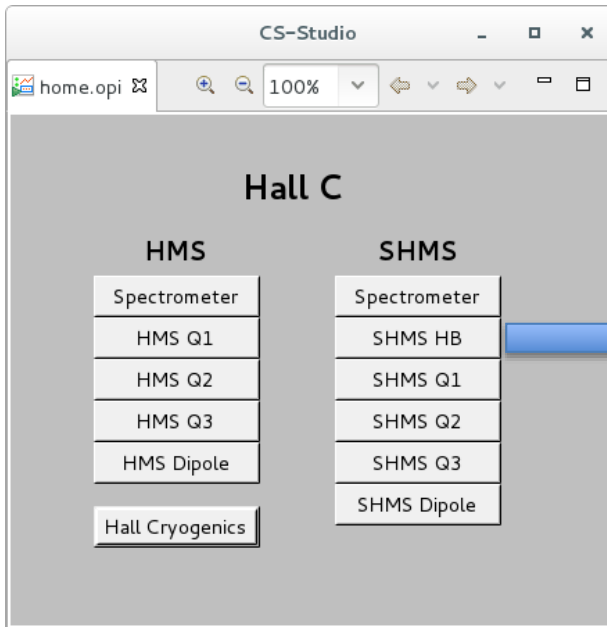 CS-Studio
home.opi
100%
Hall C
HMS
Spectrometer
HMS Q1
HMS Q2
HMS Q3
HMS Dipole
Hall Cryogenics
SHMS
Spectrometer
SHMS HB
SHMS Q1
SHMS Q2
SHMS Q3
SHMS Dipole